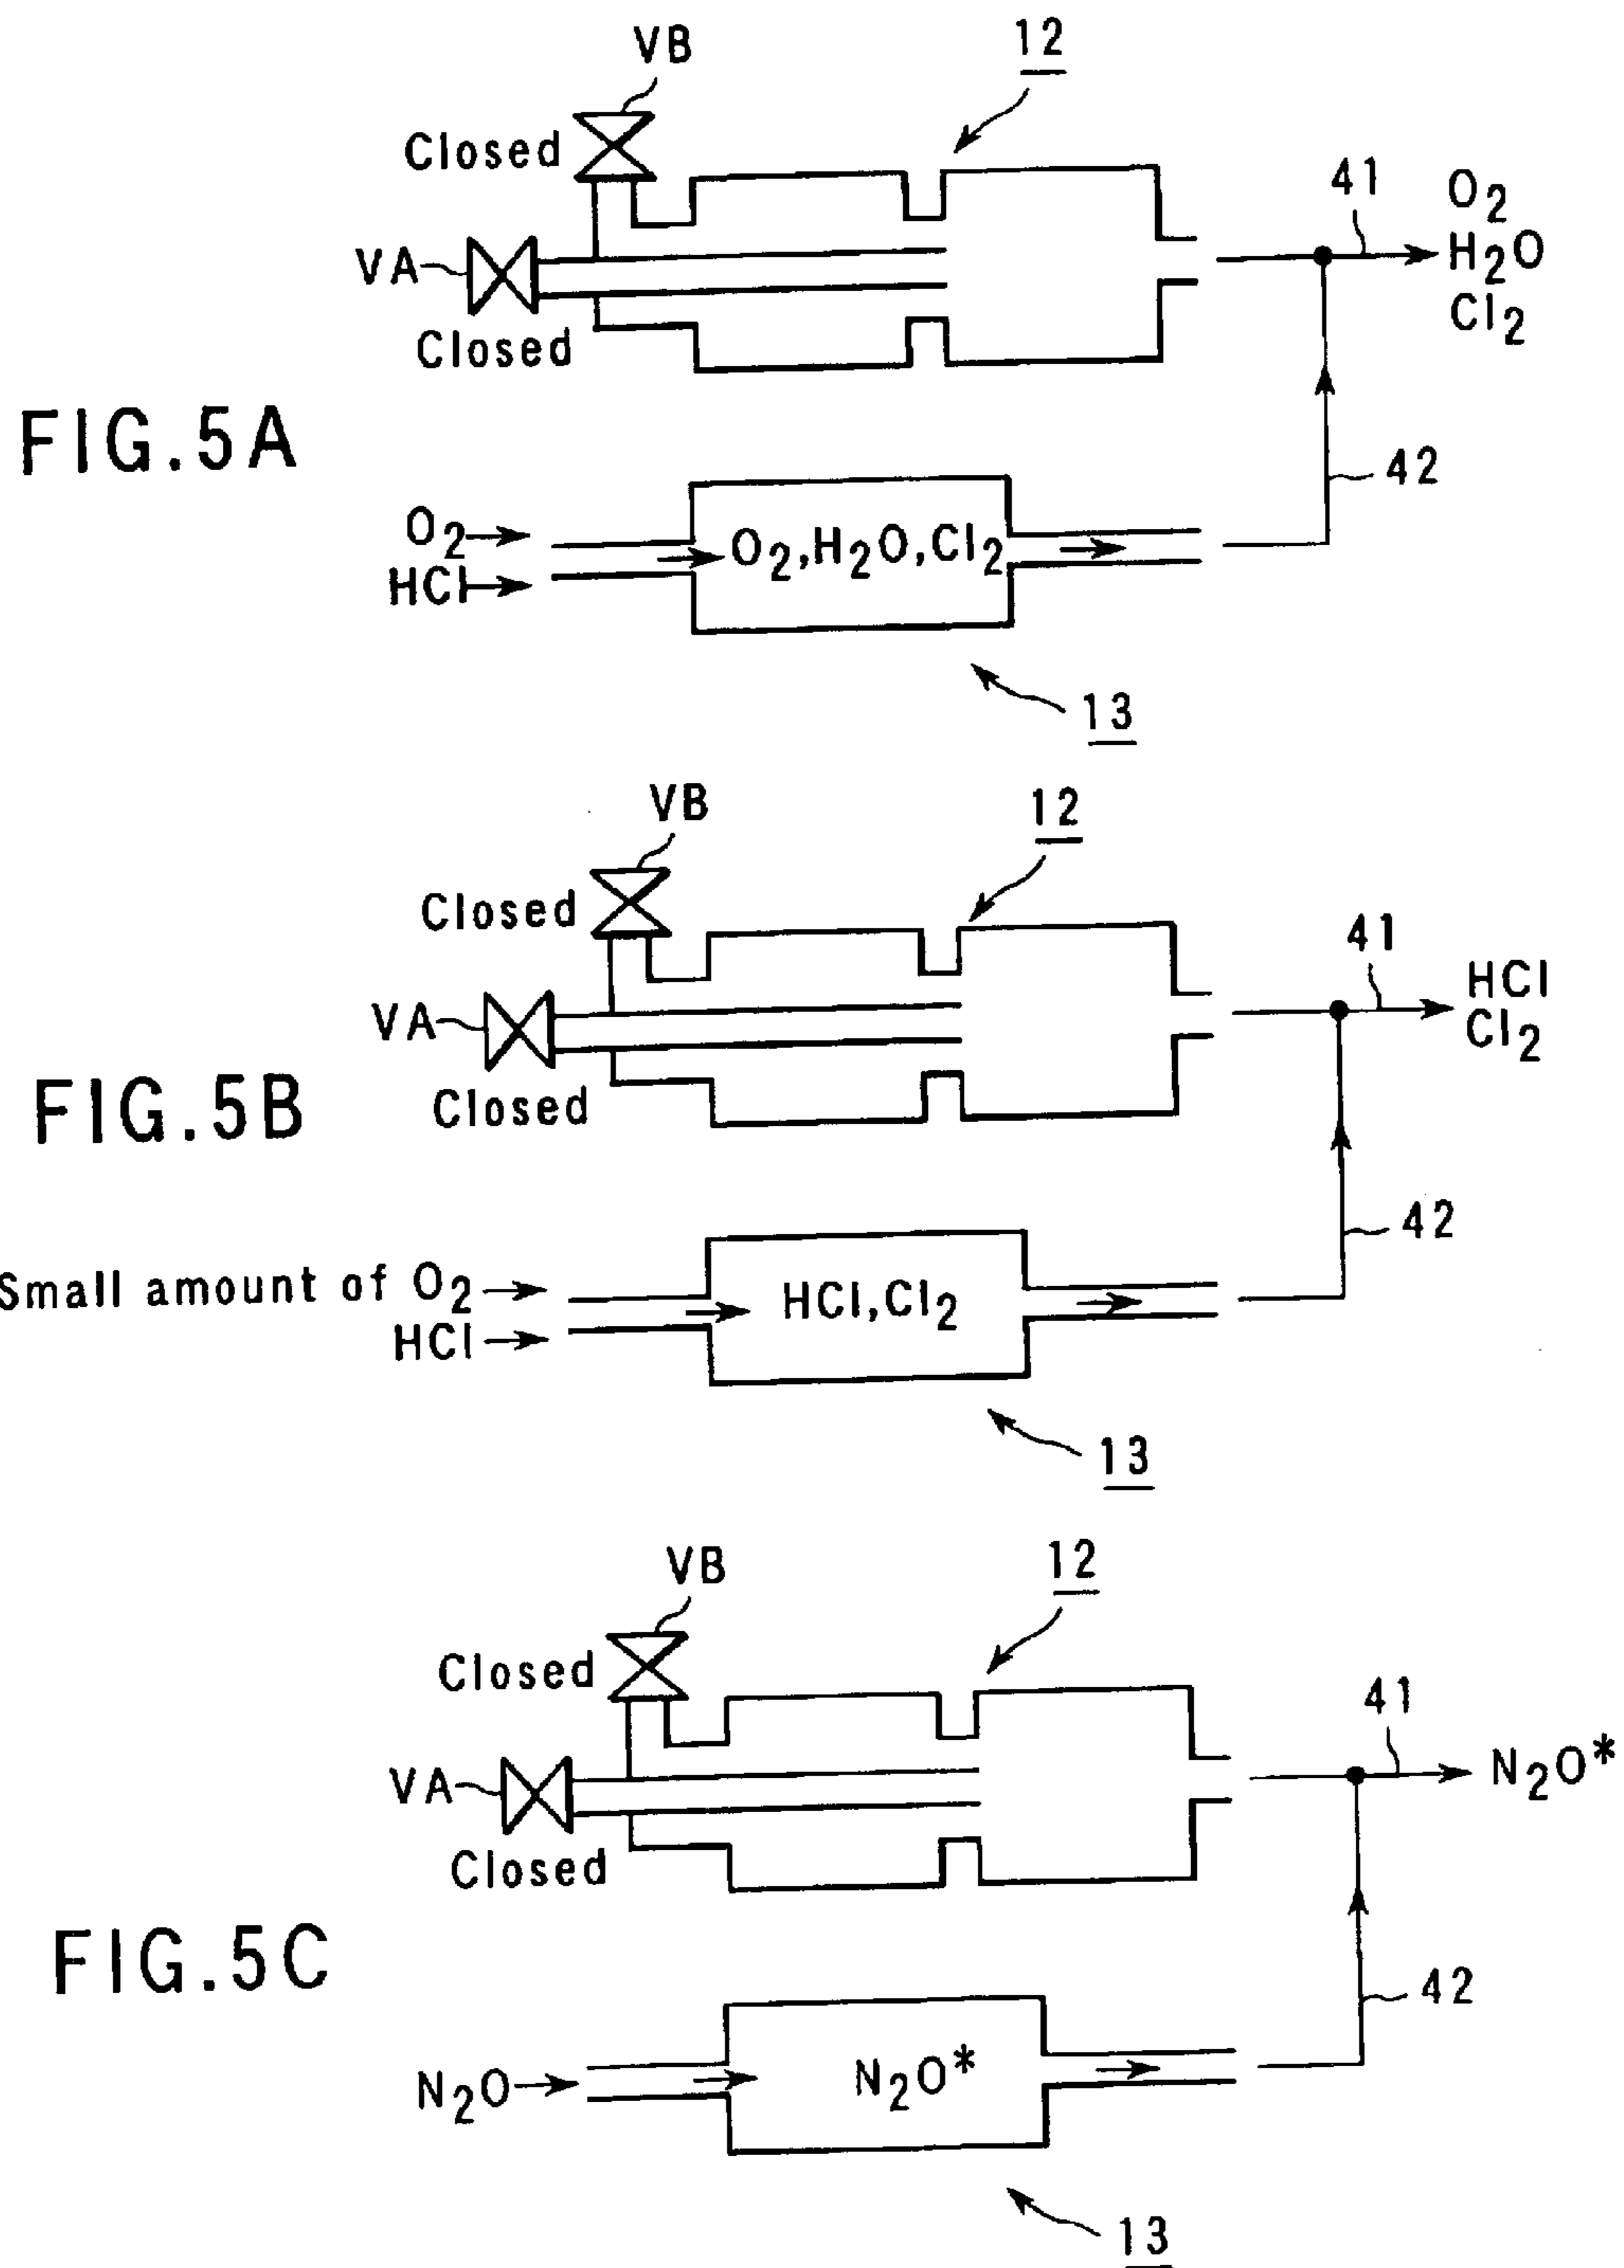 VB
12
Closed
41
O2
VA
H2O
Closed
Cl2
FIG.5A
42
O2
O2,H2O,Cl2
HCl
13
VB
12
Closed
41
HCl
VA
Cl2
Closed
FIG.5B
42
Small amount of O2
HCl,Cl2
HCl
13
VB
12
Closed
41
N2O*
VA
Closed
FIG.5C
42
N2O
N2O*
13